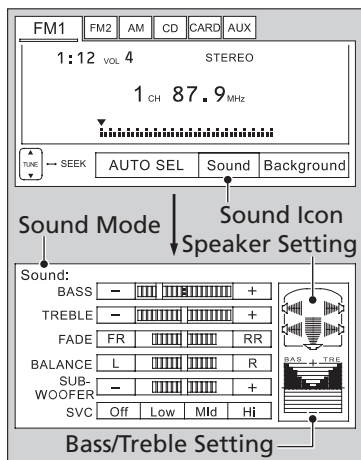 FM1 FM2 AM CD CARD AUX
1:12 VOL 4 STEREO
1 CH 87.9 MHz
TUNE SEEK AUTO SEL Sound Background
Sound Icon
Sound Mode
Speaker Setting
Sound:
BASS - +
TREBLE - +
FADE FR RR
BALANCE L R
SUB-
WOOFER - +
SVC Off Low MId Hi
BAS + TRE
Bass/Treble Setting